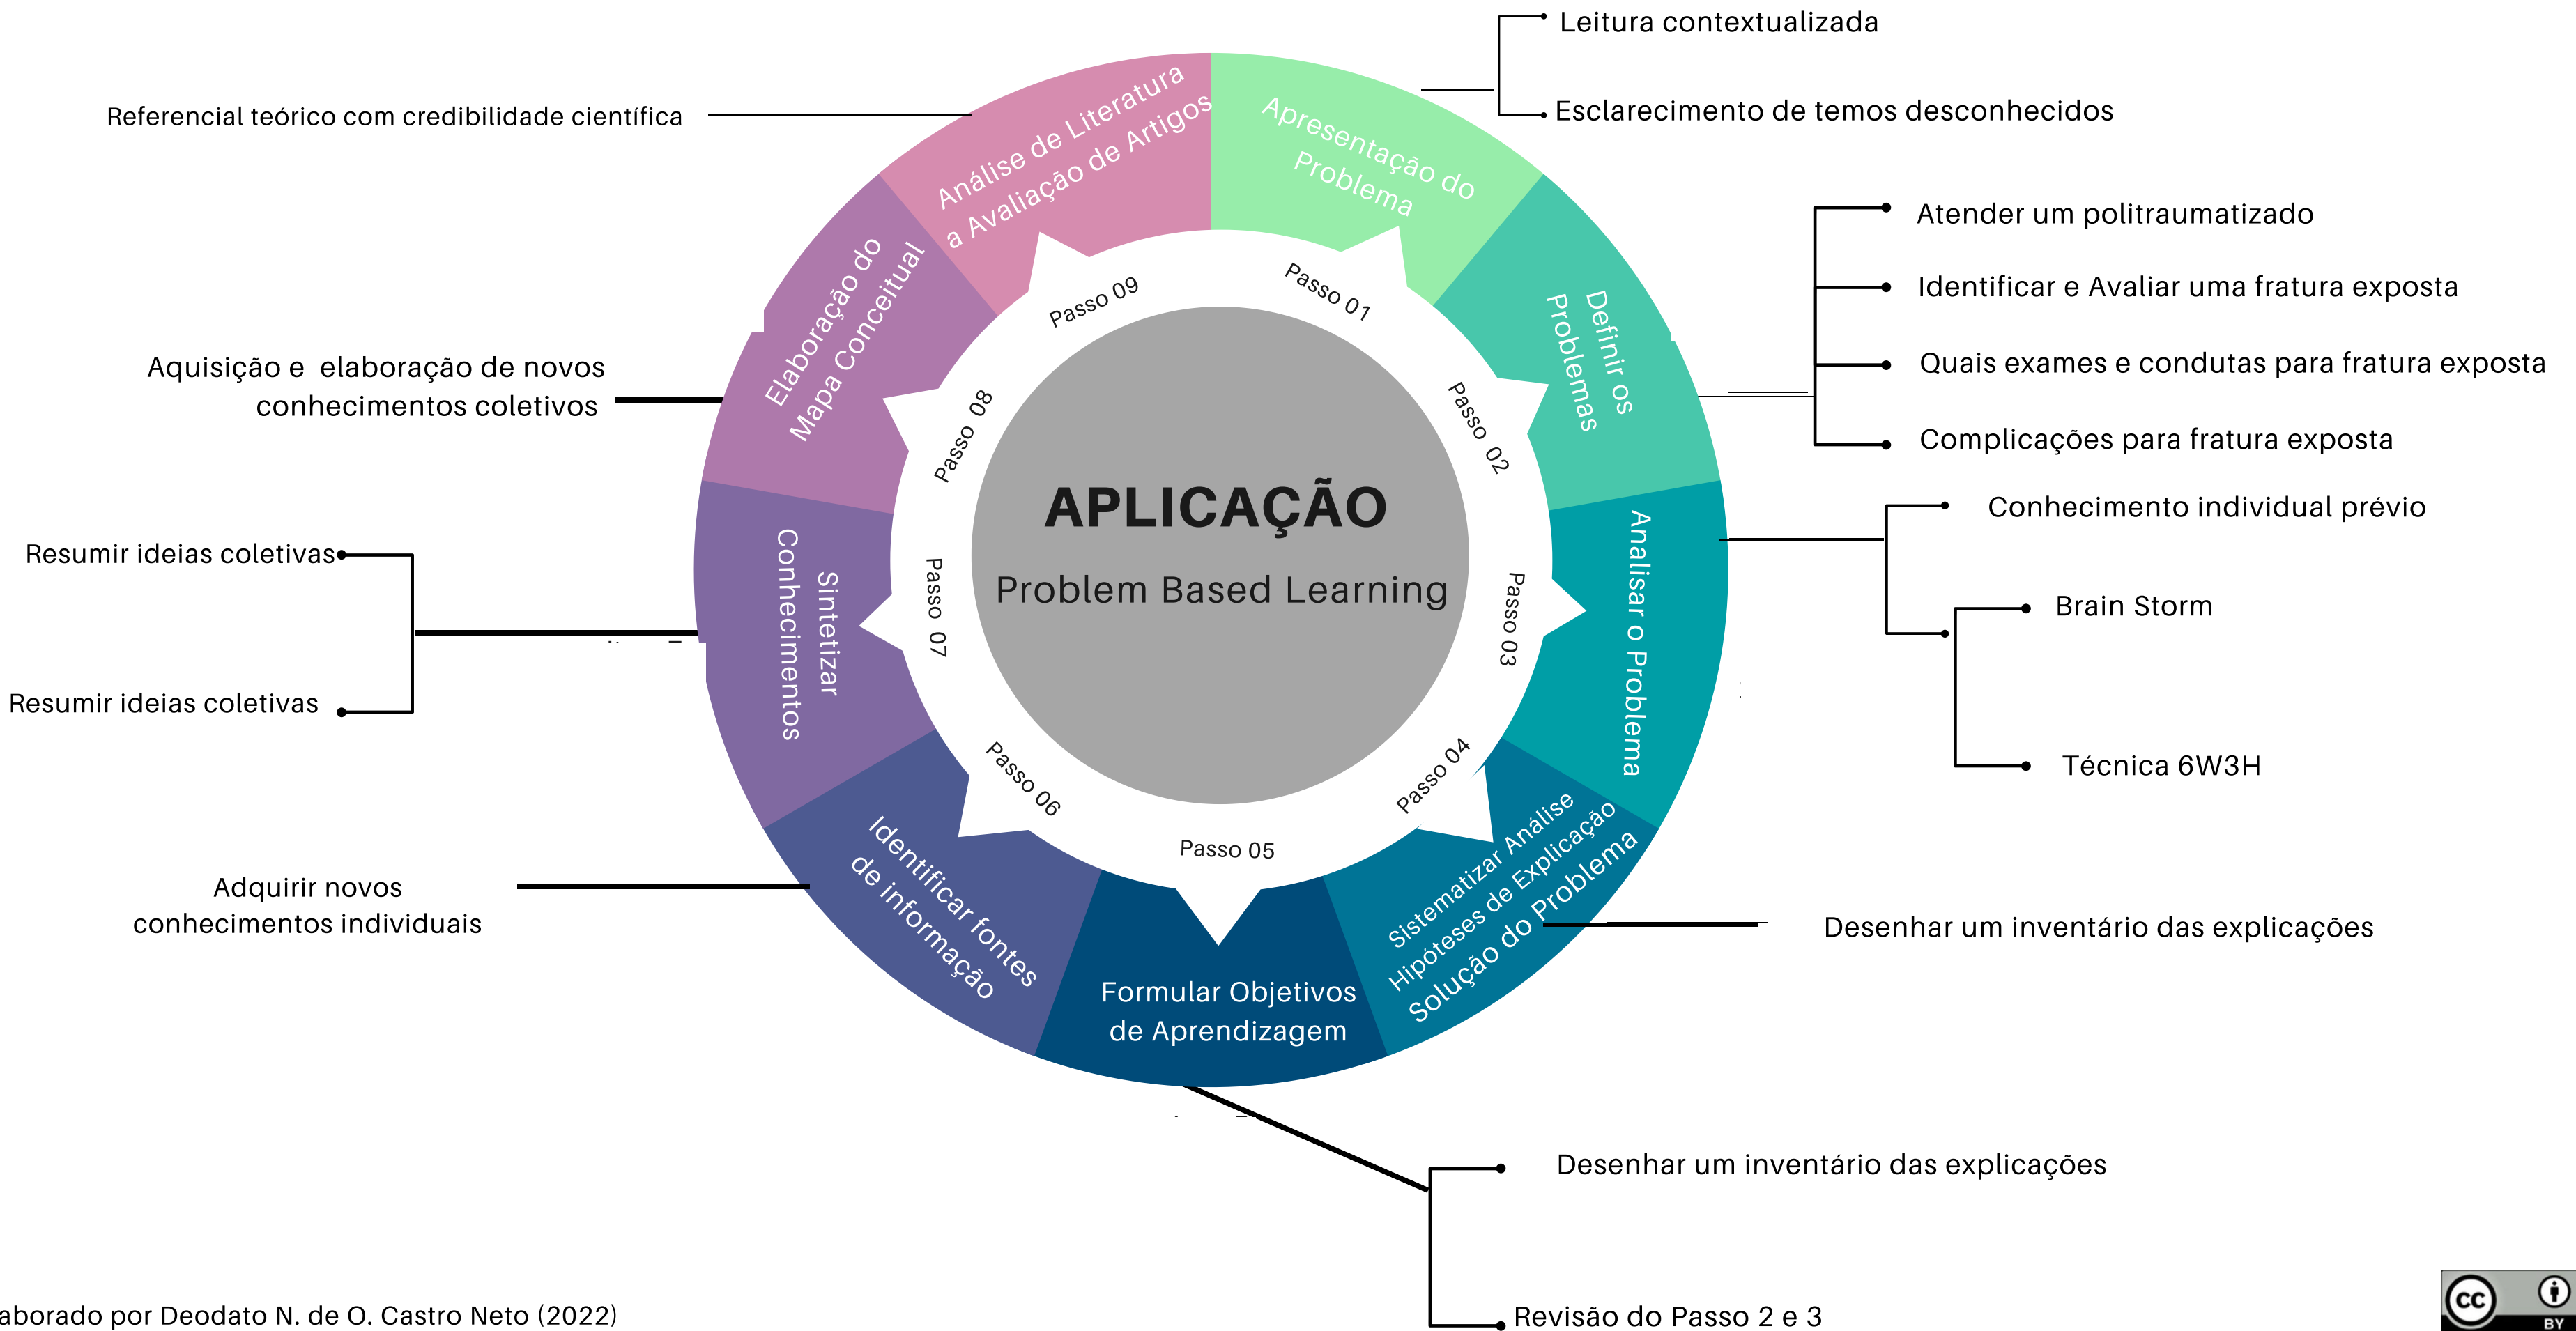 APLICAÇÃO
Problem Based Learning
Passo 01
Apresentação do
Problema
Leitura contextualizada
Esclarecimento de temos desconhecidos
Passo 02
Definir os
Problemas
Atender um politraumatizado
Identificar e Avaliar uma fratura exposta
Quais exames e condutas para fratura exposta
Complicações para fratura exposta
Passo 03
Analisar o Problema
Conhecimento individual prévio
Brain Storm
Técnica 6W3H
Passo 04
Sistematizar Análise
Hipóteses de Explicação
Solução do Problema
Desenhar um inventário das explicações
Passo 05
Formular Objetivos
de Aprendizagem
Desenhar um inventário das explicações
Revisão do Passo 2 e 3
Passo 06
Identificar fontes
de informação
Adquirir novos
conhecimentos individuais
Passo 07
Sintetizar
Conhecimentos
Resumir ideias coletivas
Resumir ideias coletivas
Passo 08
Elaboração do
Mapa Conceitual
Aquisição e elaboração de novos
conhecimentos coletivos
Passo 09
Análise de Literatura
a Avaliação de Artigos
Referencial teórico com credibilidade científica
aborado por Deodato N. de O. Castro Neto (2022)
cc
BY